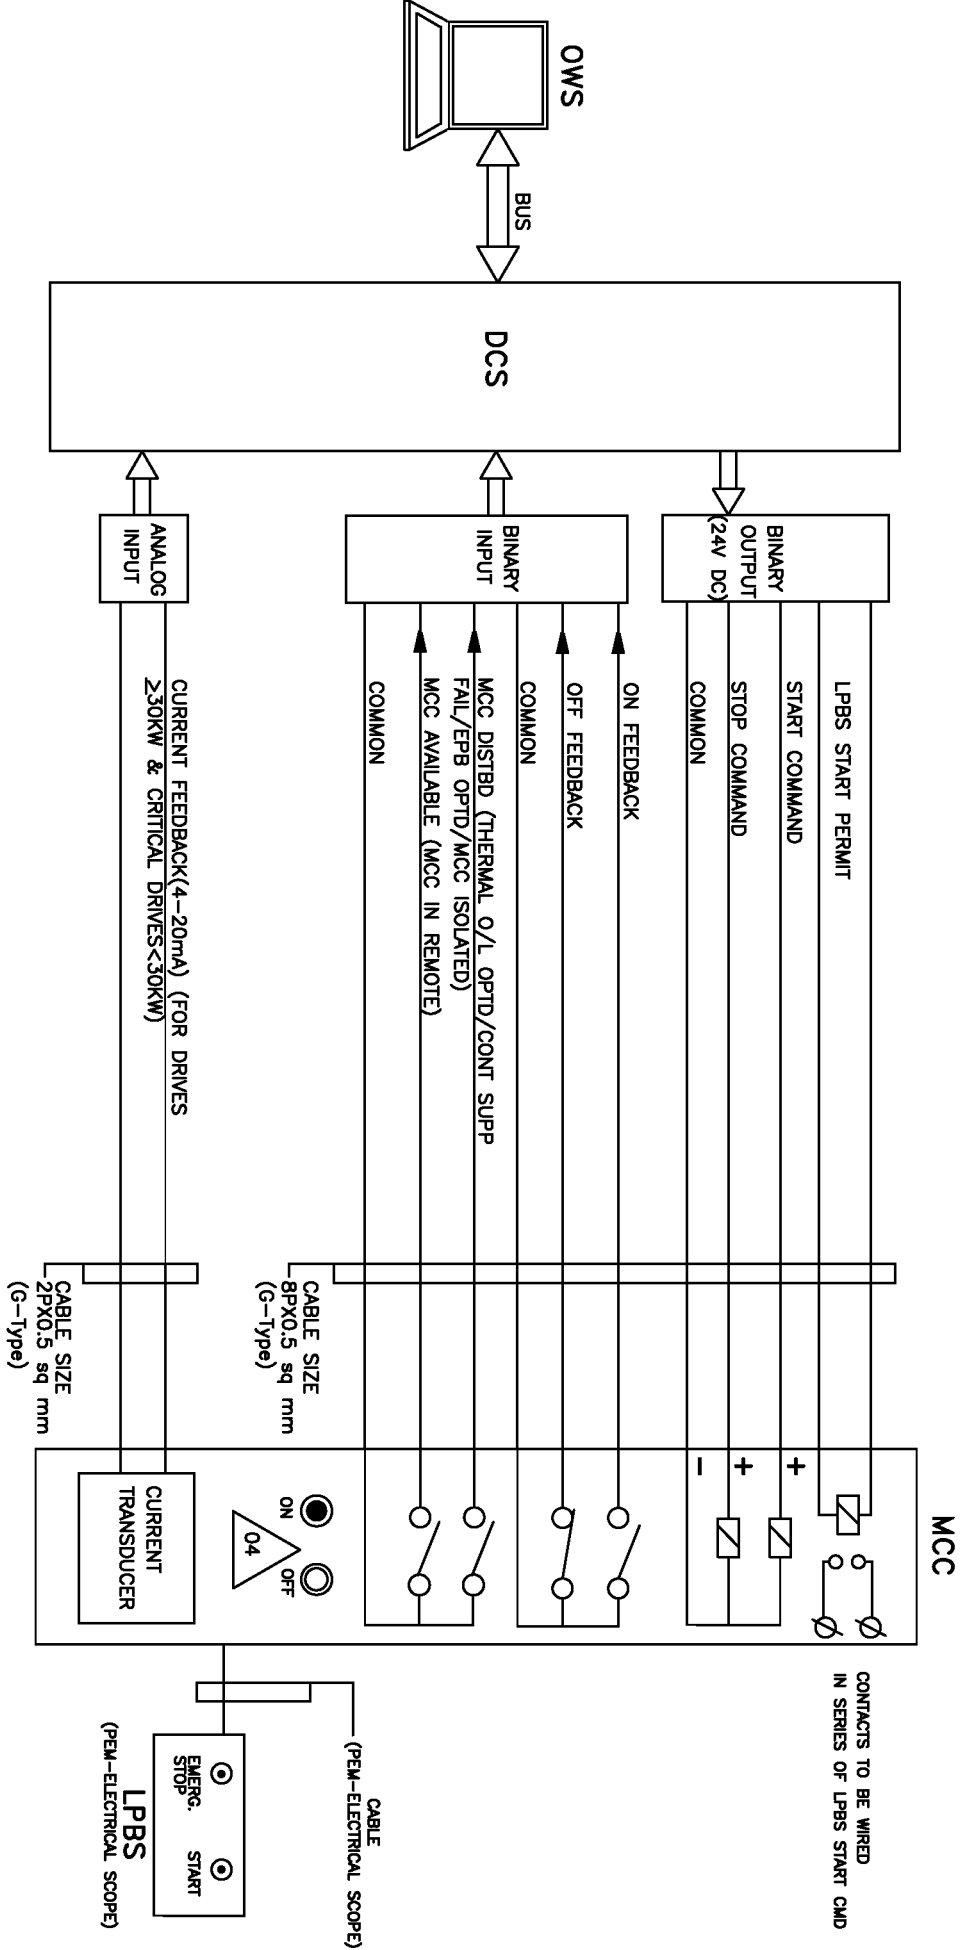 OWS
BUS
DCS
BINARY
OUTPUT
(24V DC)
BINARY
INPUT
ANALOG
INPUT
LPBS START PERMIT
START COMMAND
STOP COMMAND
COMMON
ON FEEDBACK
OFF FEEDBACK
COMMON
MCC DISTBD (THERMAL O/L OPTD/CONT SUPP
FAIL/EPB OPTD/MCC ISOLATED)
MCC AVAILABLE (MCC IN REMOTE)
COMMON
CURRENT FEEDBACK(4-20mA) (FOR DRIVES
≥30KW & CRITICAL DRIVES<30KW)
CABLE SIZE
8PX0.5 sq mm
(G-Type)
CABLE SIZE
2PX0.5 sq mm
(G-Type)
MCC
+
+
-
ON
OFF
04
CURRENT
TRANSDUCER
CONTACTS TO BE WIRED
IN SERIES OF LPBS START CMD
CABLE
(PEM-ELECTRICAL SCOPE)
EMERG.
STOP
START
LPBS
(PEM-ELECTRICAL SCOPE)